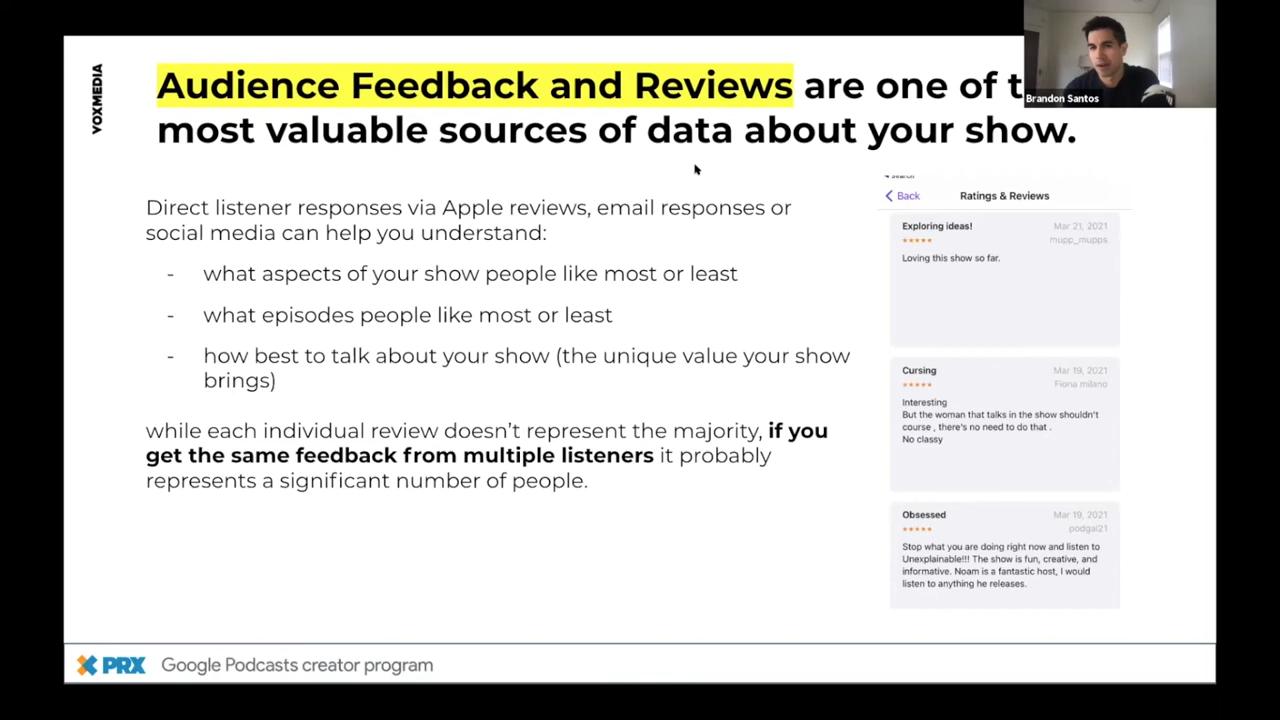 VOXMEDIA
Audience Feedback and Reviews are one of
most valuable sources of data about your show.
Brandon Santos
Direct listener responses via Apple reviews, email responses or
social media can help you understand:
- what aspects of your show people like most or least
- what episodes people like most or least
- how best to talk about your show (the unique value your show
brings)
while each individual review doesn’t represent the majority, if you
get the same feedback from multiple listeners it probably
represents a significant number of people.
Back Ratings & Reviews
Exploring ideas! Mar 21, 2021
mupp_mupps
Loving this show so far.
Cursing Mar 19, 2021
Fiona milano
Interesting
But the woman that talks in the show shouldn't
course , there's no need to do that .
No classy
Obsessed Mar 19, 2021
podgal21
Stop what you are doing right now and listen to
Unexplainable!!! The show is fun, creative, and
informative. Noam is a fantastic host, I would
listen to anything he releases.
PRX Google Podcasts creator program